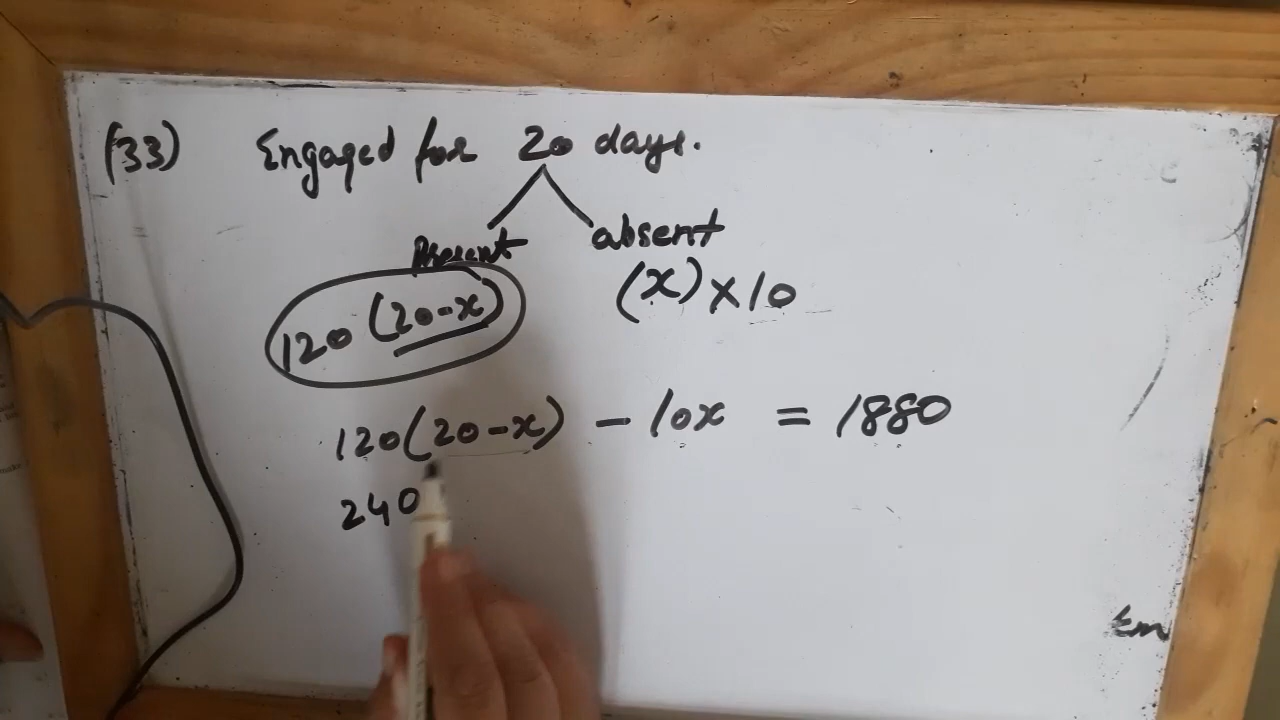 (33) Engaged for 20 days.
Present absent
120 (20-x) (x) × 10
120(20-x) - 10x = 1880
240